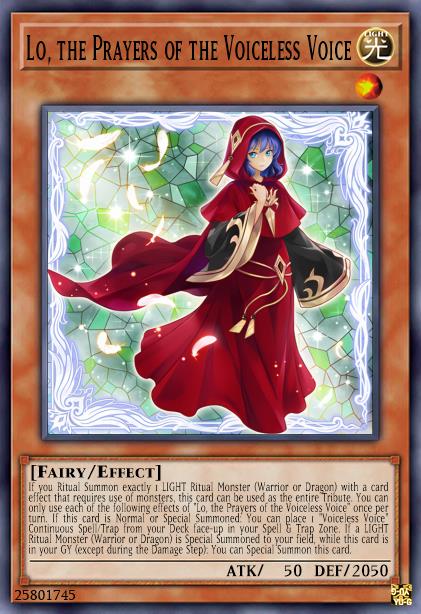 Lo, the Prayers of the Voiceless Voice
LIGHT
光
[Fairy/Effect]
If you Ritual Summon exactly 1 LIGHT Ritual Monster (Warrior or Dragon) with a card
effect that requires use of monsters, this card can be used as the entire Tribute. You can
only use each of the following effects of "Lo, the Prayers of the Voiceless Voice" once per
turn. If this card is Normal or Special Summoned: You can place 1 "Voiceless Voice"
Continuous Spell/Trap from your Deck face-up in your Spell & Trap Zone. If a LIGHT
Ritual Monster (Warrior or Dragon) is Special Summoned to your field, while this card is
in your GY (except during the Damage Step): You can Special Summon this card.
ATK/ 50 DEF/2050
25801745